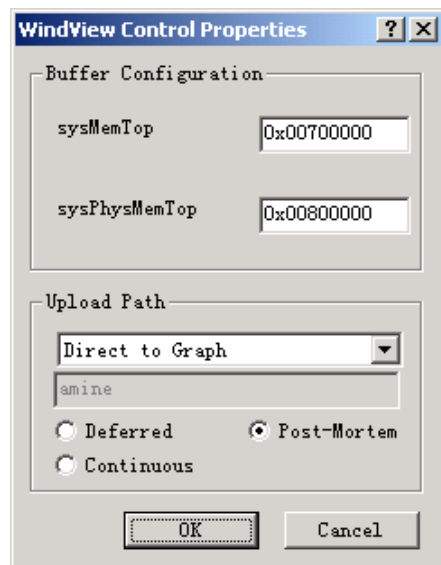 WindView Control Properties
Buffer Configuration
sysMemTop 0x00700000
sysPhysMemTop 0x00800000
Upload Path
Direct to Graph
amine
Deferred Post-Mortem
Continuous
OK Cancel